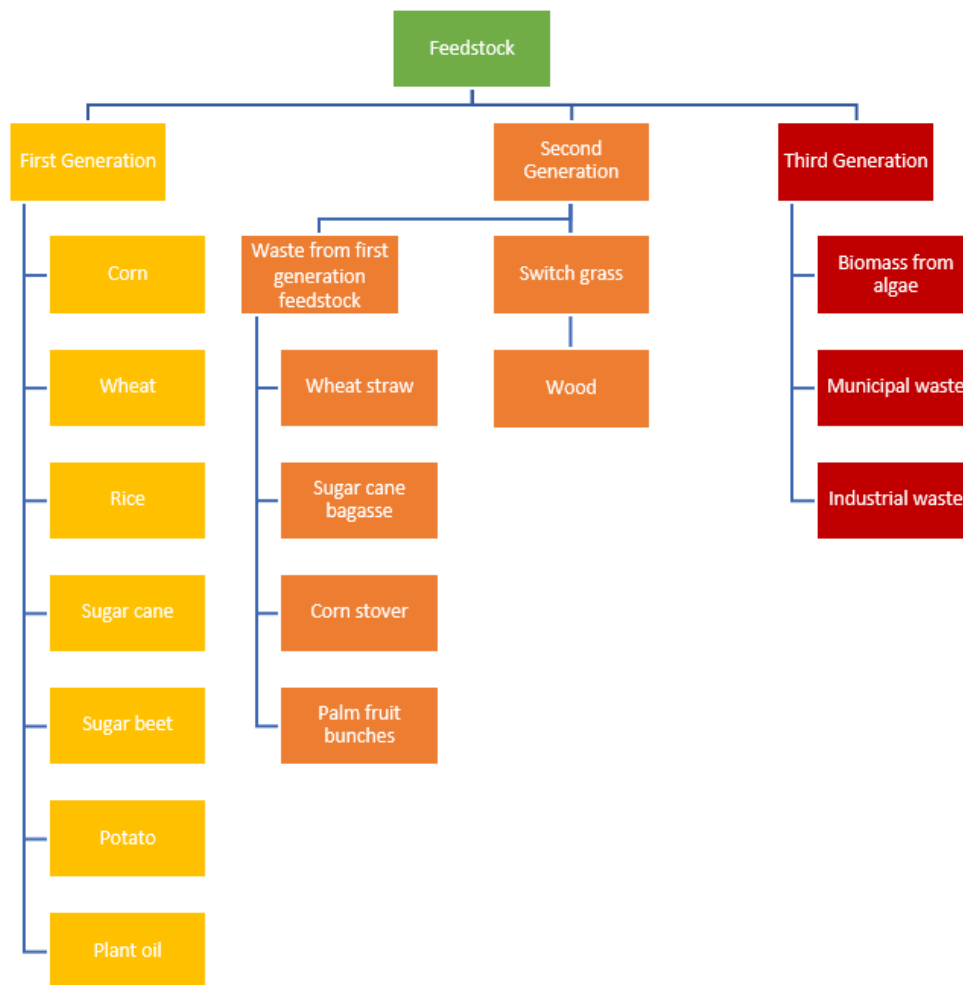 Feedstock
First Generation
Second
Generation
Third Generation
Corn
Wheat
Rice
Sugar cane
Sugar beet
Potato
Plant oil
Waste from first
generation
feedstock
Wheat straw
Sugar cane
bagasse
Corn stover
Palm fruit
bunches
Switch grass
Wood
Biomass from
algae
Municipal waste
Industrial waste